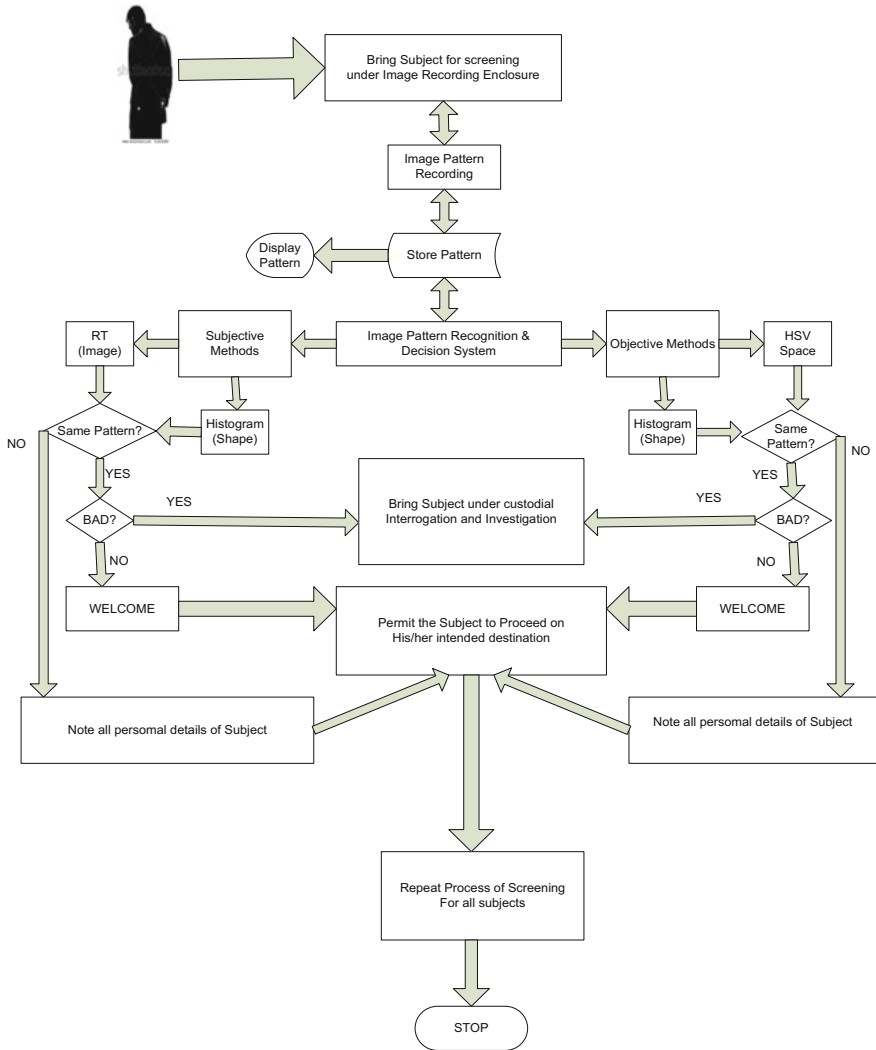 Bring Subject for screening
under Image Recording Enclosure
Image Pattern
Recording
Display
Pattern
Store Pattern
RT
(Image)
Subjective
Methods
Image Pattern Recognition &
Decision System
Objective Methods
HSV
Space
Same Pattern?
Histogram
(Shape)
Histogram
(Shape)
Same
Pattern?
NO
NO
YES
YES
BAD?
YES
Bring Subject under custodial
Interrogation and Investigation
YES
BAD?
NO
NO
WELCOME
Permit the Subject to Proceed on
His/her intended destination
WELCOME
Note all persomal details of Subject
Note all persomal details of Subject
Repeat Process of Screening
For all subjects
STOP